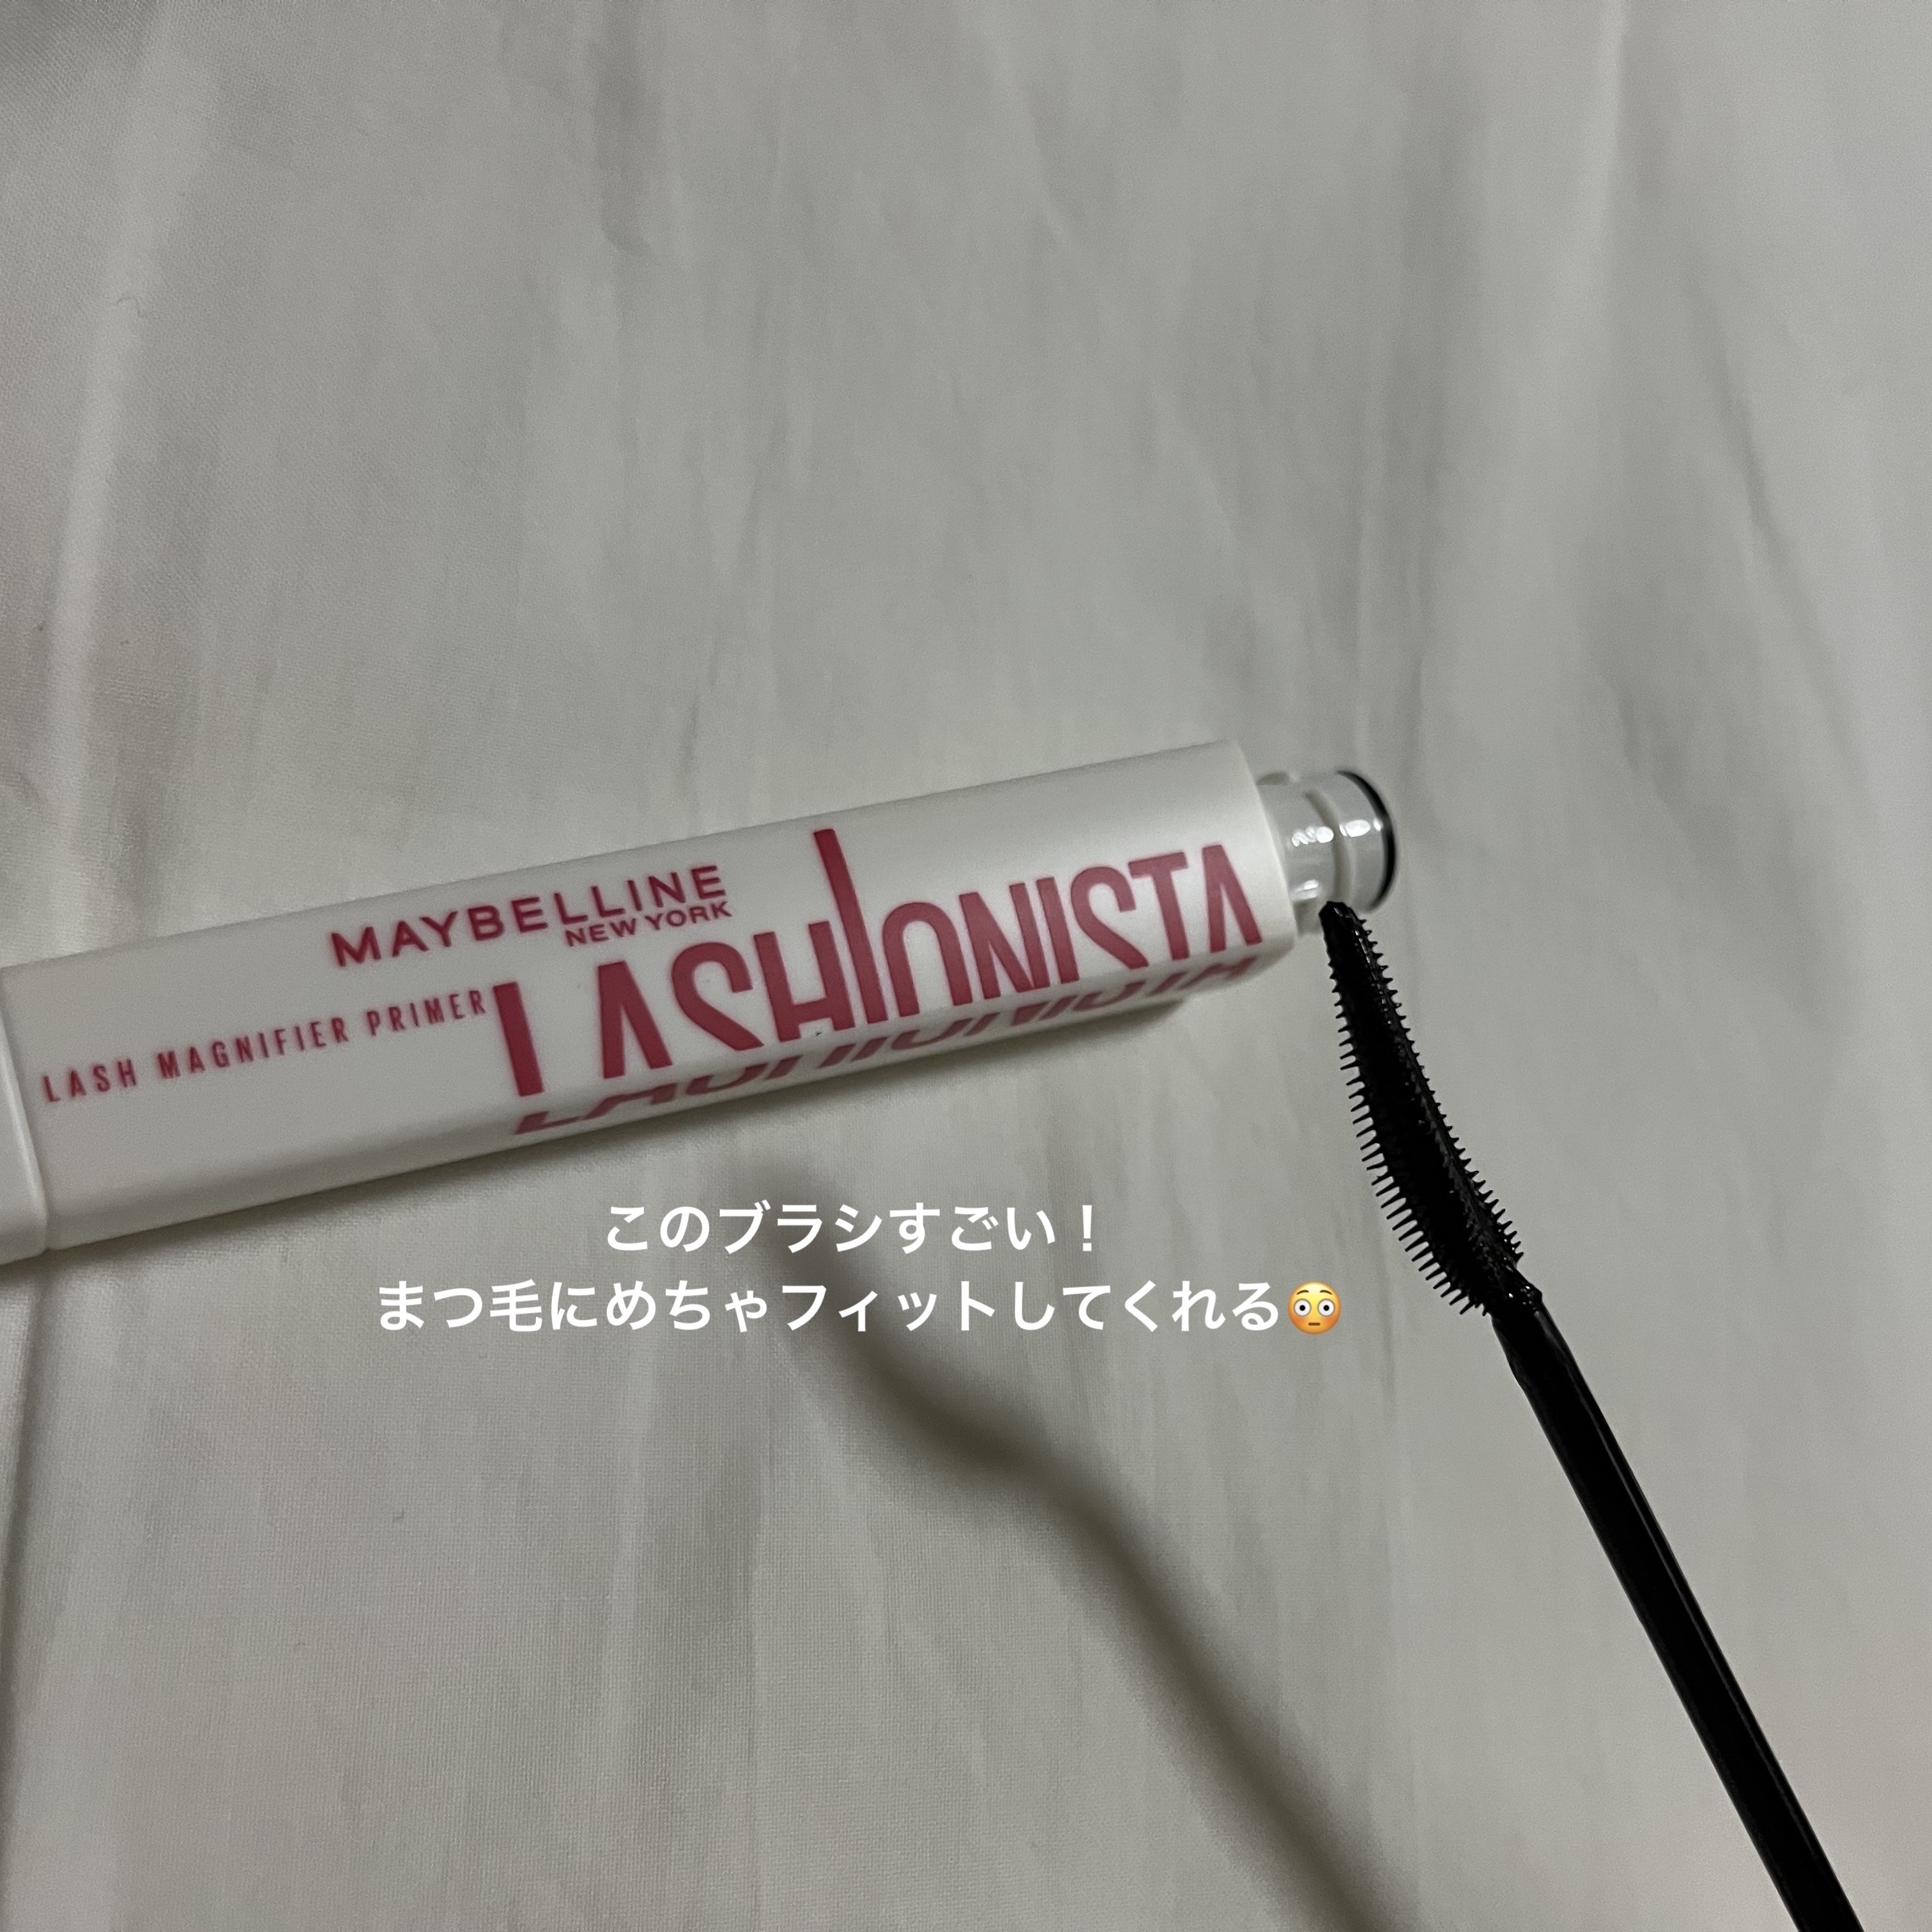 MAYBELLINE
NEW YORK
LASH MAGNIFIER PRIMER
LASHIONISTA
LASHIONISTA
このブラシすごい！
まつ毛にめちゃフィットしてくれる😳